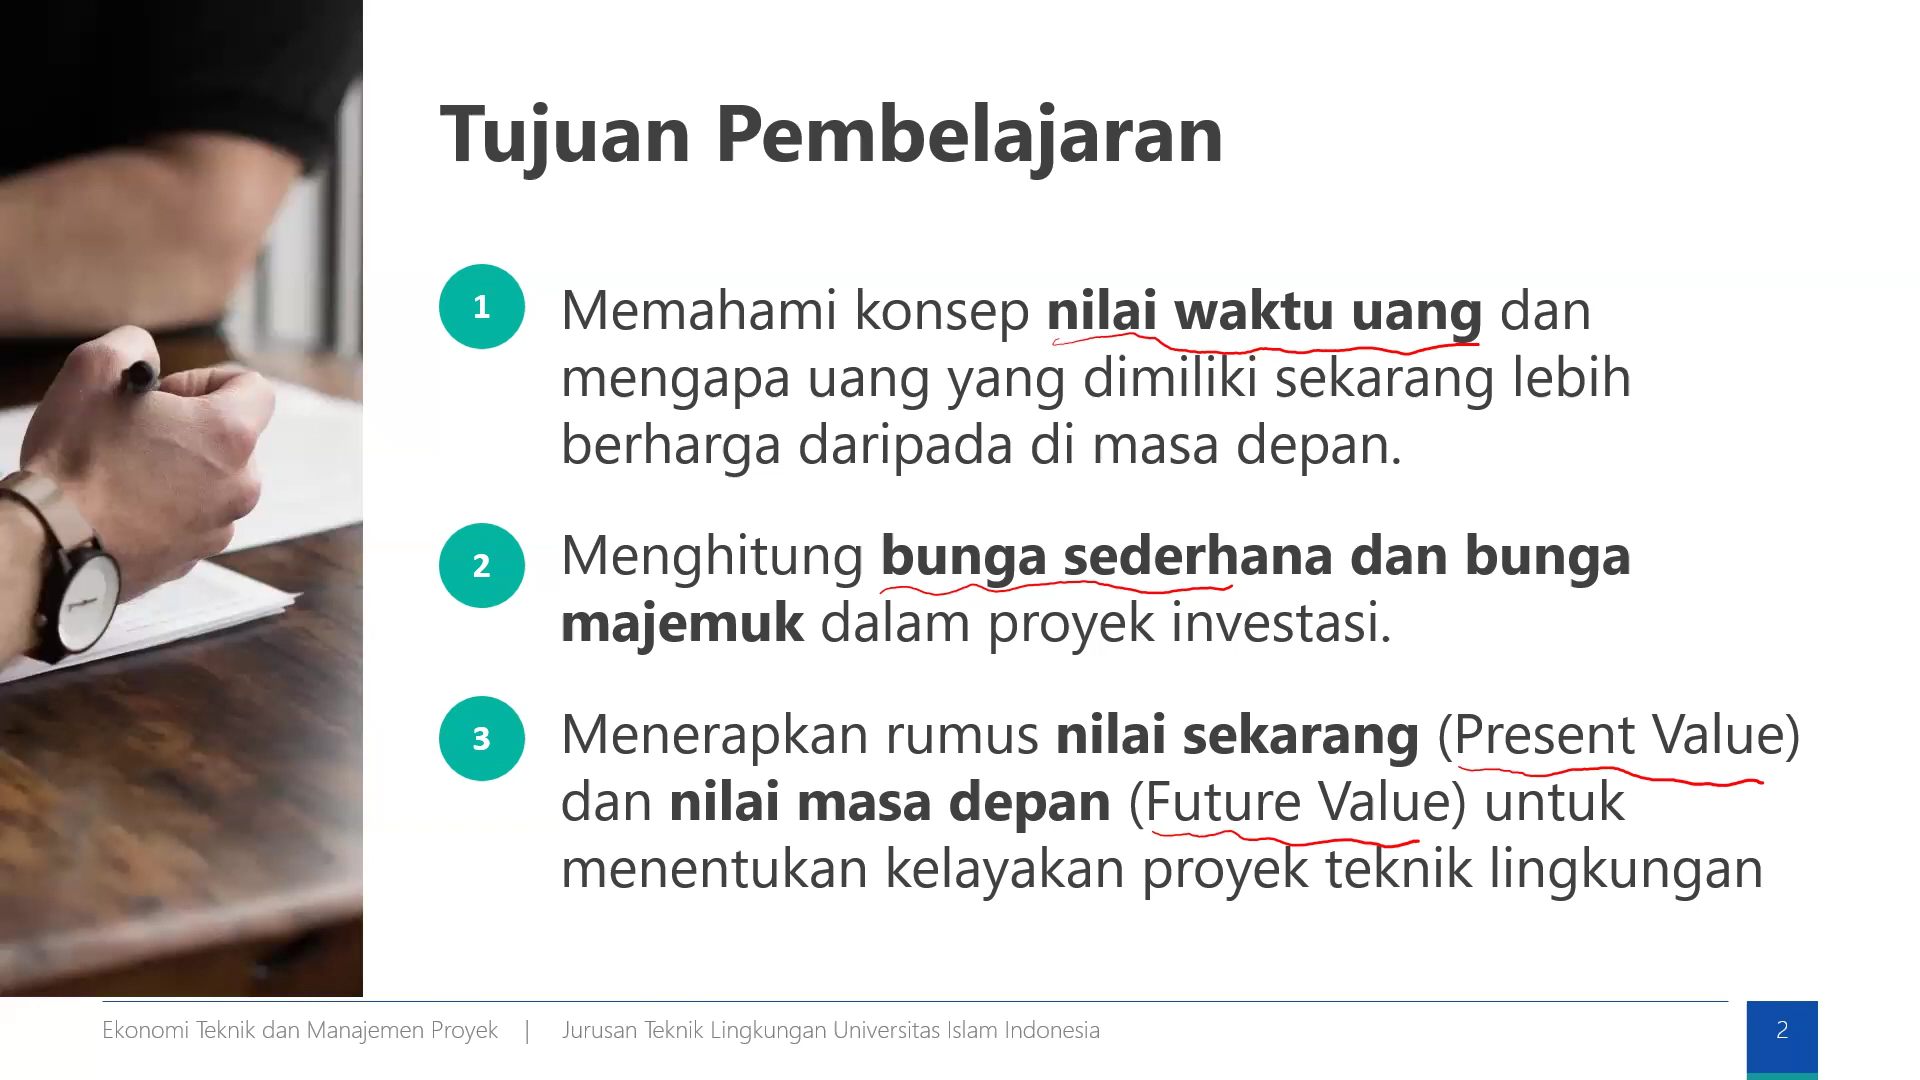 Tujuan Pembelajaran
1
Memahami konsep nilai waktu uang dan
mengapa uang yang dimiliki sekarang lebih
berharga daripada di masa depan.
2
Menghitung bunga sederhana dan bunga
majemuk dalam proyek investasi.
3
Menerapkan rumus nilai sekarang (Present Value)
dan nilai masa depan (Future Value) untuk
menentukan kelayakan proyek teknik lingkungan
Ekonomi Teknik dan Manajemen Proyek | Jurusan Teknik Lingkungan Universitas Islam Indonesia
2